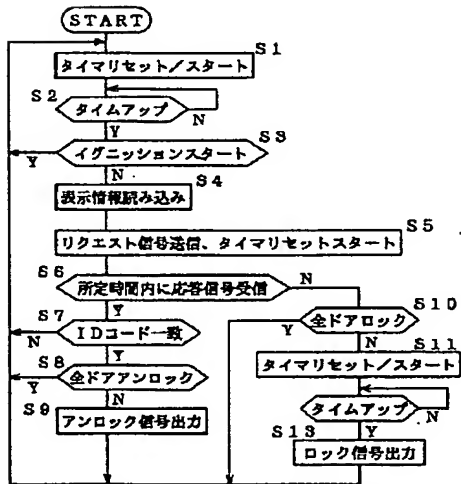 START
S1
タイマリセット／スタート
S2
タイムアップ
N
Y
S3
イグニッションスタート
Y
N
S4
表示情報読み込み
S5
リクエスト信号送信、タイマリセットスタート
S6
所定時間内に応答信号受信
N
Y
S7
IDコード一致
N
Y
S10
全ドアロック
Y
N
S8
全ドアアンロック
Y
N
S11
タイマリセット／スタート
S9
アンロック信号出力
タイムアップ
N
Y
S13
ロック信号出力